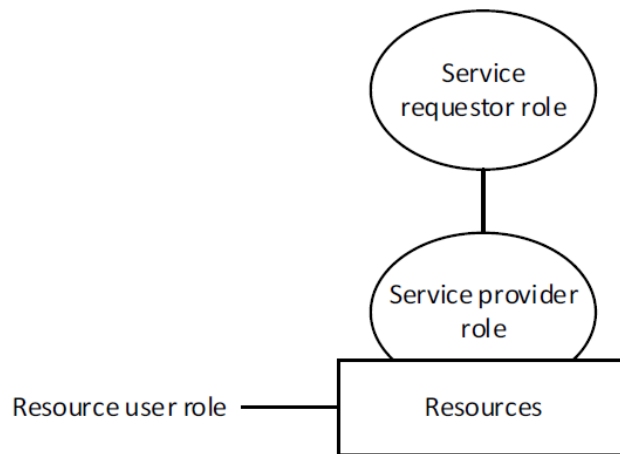 Service
requestor role
Service provider
role
Resource user role
Resources